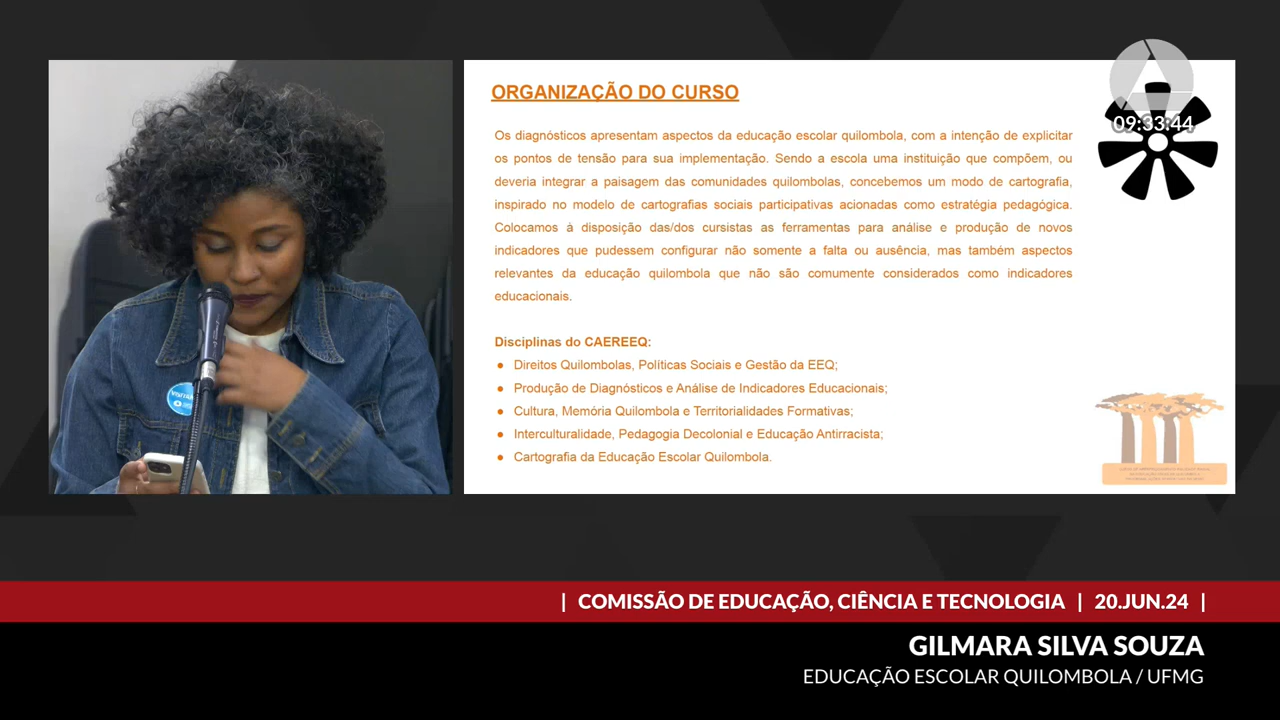 ORGANIZAÇÃO DO CURSO
09:33:44
Os diagnósticos apresentam aspectos da educação escolar quilombola, com a intenção de explicitar
os pontos de tensão para sua implementação. Sendo a escola uma instituição que compõem, ou
deveria integrar a paisagem das comunidades quilombolas, concebemos um modo de cartografia,
inspirado no modelo de cartografias sociais participativas acionadas como estratégia pedagógica.
Colocamos à disposição das/dos cursistas as ferramentas para análise e produção de novos
indicadores que pudessem configurar não somente a falta ou ausência, mas também aspectos
relevantes da educação quilombola que não são comumente considerados como indicadores
educacionais.
Disciplinas do CAEREEQ:
● Direitos Quilombolas, Políticas Sociais e Gestão da EEQ;
● Produção de Diagnósticos e Análise de Indicadores Educacionais;
● Cultura, Memória Quilombola e Territorialidades Formativas;
● Interculturalidade, Pedagogia Decolonial e Educação Antirracista;
● Cartografia da Educação Escolar Quilombola.
| COMISSÃO DE EDUCAÇÃO, CIÊNCIA E TECNOLOGIA | 20.JUN.24 |
GILMARA SILVA SOUZA
EDUCAÇÃO ESCOLAR QUILOMBOLA / UFMG